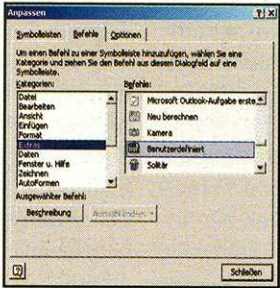 Anpassen
Symbolleisten Befehle Optionen
Um einen Befehl zu einer Symbolleiste hinzuzufügen, wählen Sie eine
Kategorie und ziehen Sie den Befehl aus diesem Dialogfeld auf eine
Symbolleiste.
Kategorien: Befehle:
Datei
Bearbeiten
Ansicht
Einfügen
Format
Extras
Daten
Fenster u. Hilfe
Zeichnen
AutoFormen
Microsoft Outlook-Aufgabe erste
Neu berechnen
Kamera
Benutzerdefiniert
Solitär
Ausgewählter Befehl:
Beschreibung Auswahl ändern
Schließen